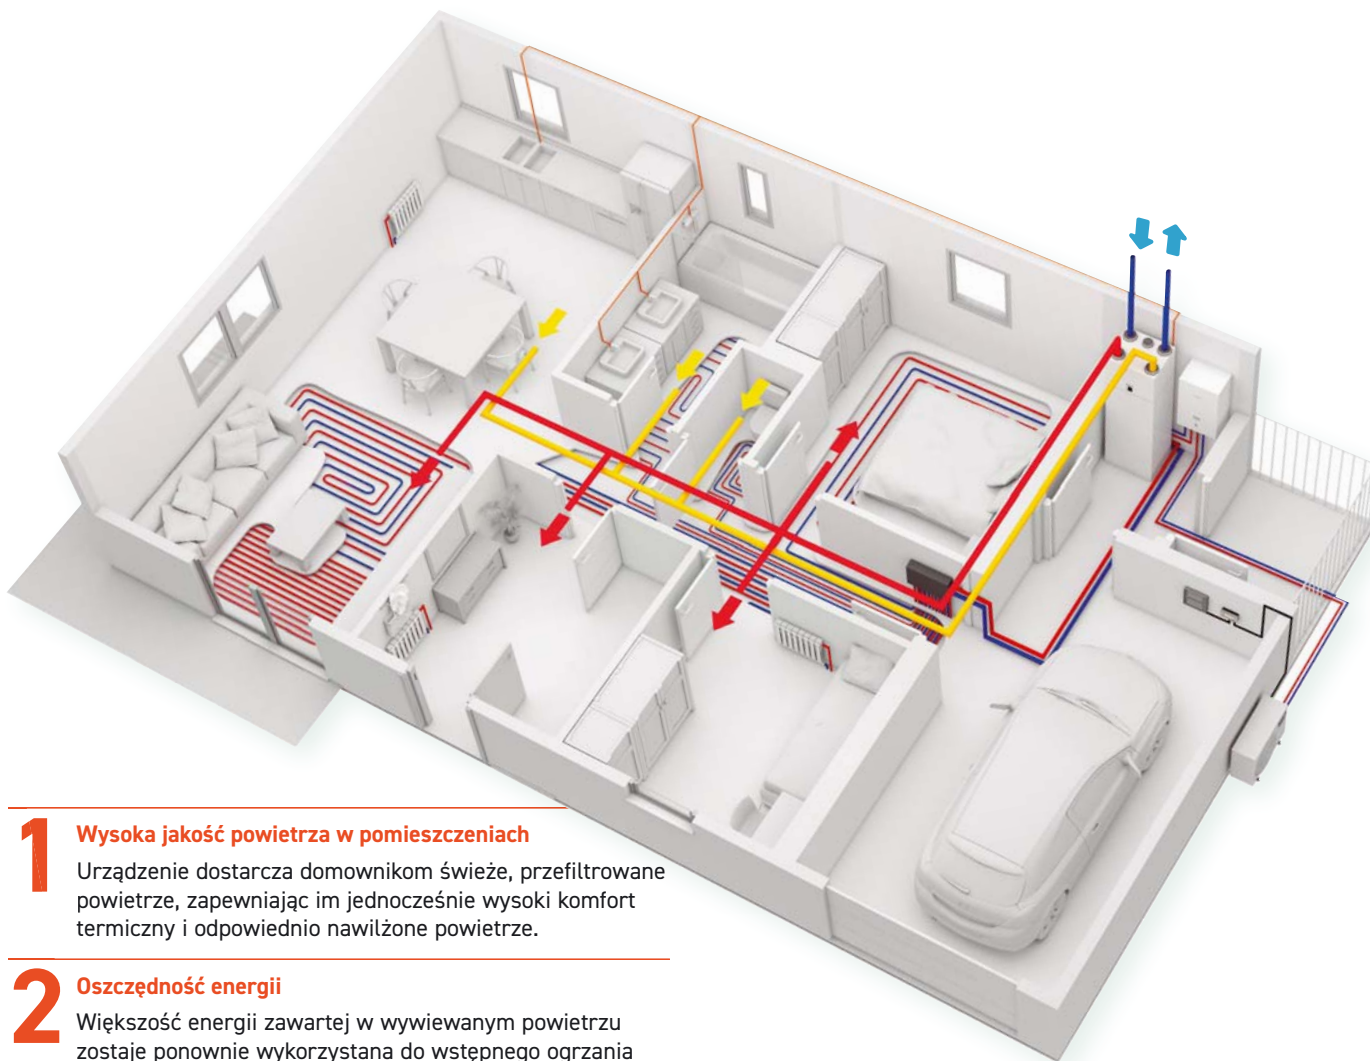 1
Wysoka jakość powietrza w pomieszczeniach
Urządzenie dostarcza domownikom świeże, przefiltrowane
powietrze, zapewniając im jednocześnie wysoki komfort
termiczny i odpowiednio nawilżone powietrze.
2
Oszczędność energii
Większość energii zawartej w wywiewanym powietrzu
zostaje ponownie wykorzystana do wstępnego ogrzania